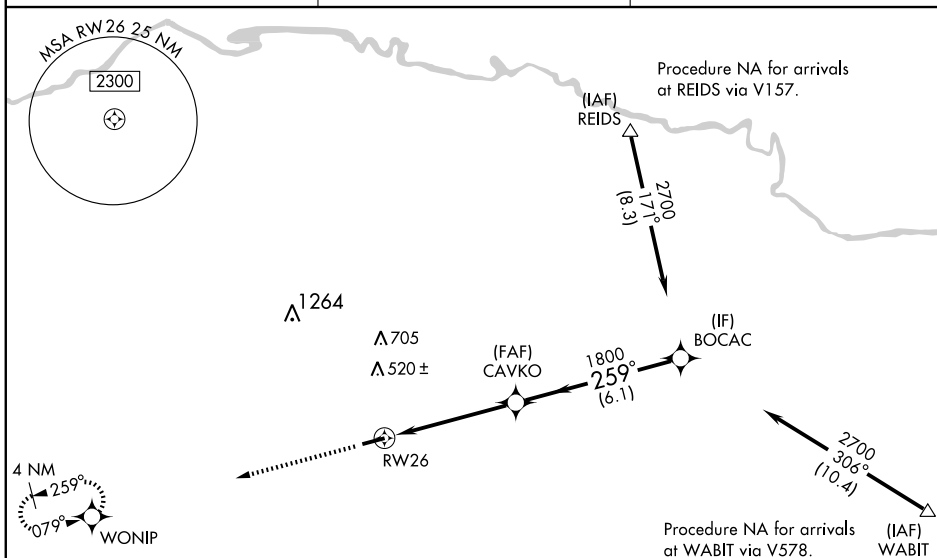 MSA RW26 25 NM
2300
Procedure NA for arrivals
at REIDS via V157.
(IAF)
REIDS
2700
171°
(8.3)
1264
705
520 ±
(FAF)
CAVKO
1800
259°
(6.1)
(IF)
BOCAC
RW26
2700
306°
(10.4)
4 NM
259°
079°
WONIP
Procedure NA for arrivals
at WABIT via V578.
(IAF)
WABIT